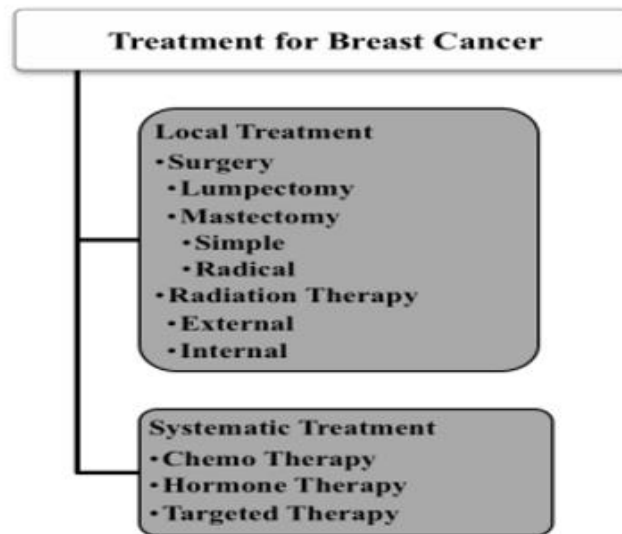 Treatment for Breast Cancer
Local Treatment
•Surgery
•Lumpectomy
•Mastectomy
•Simple
•Radical
•Radiation Therapy
•External
•Internal
Systematic Treatment
•Chemo Therapy
•Hormone Therapy
•Targeted Therapy